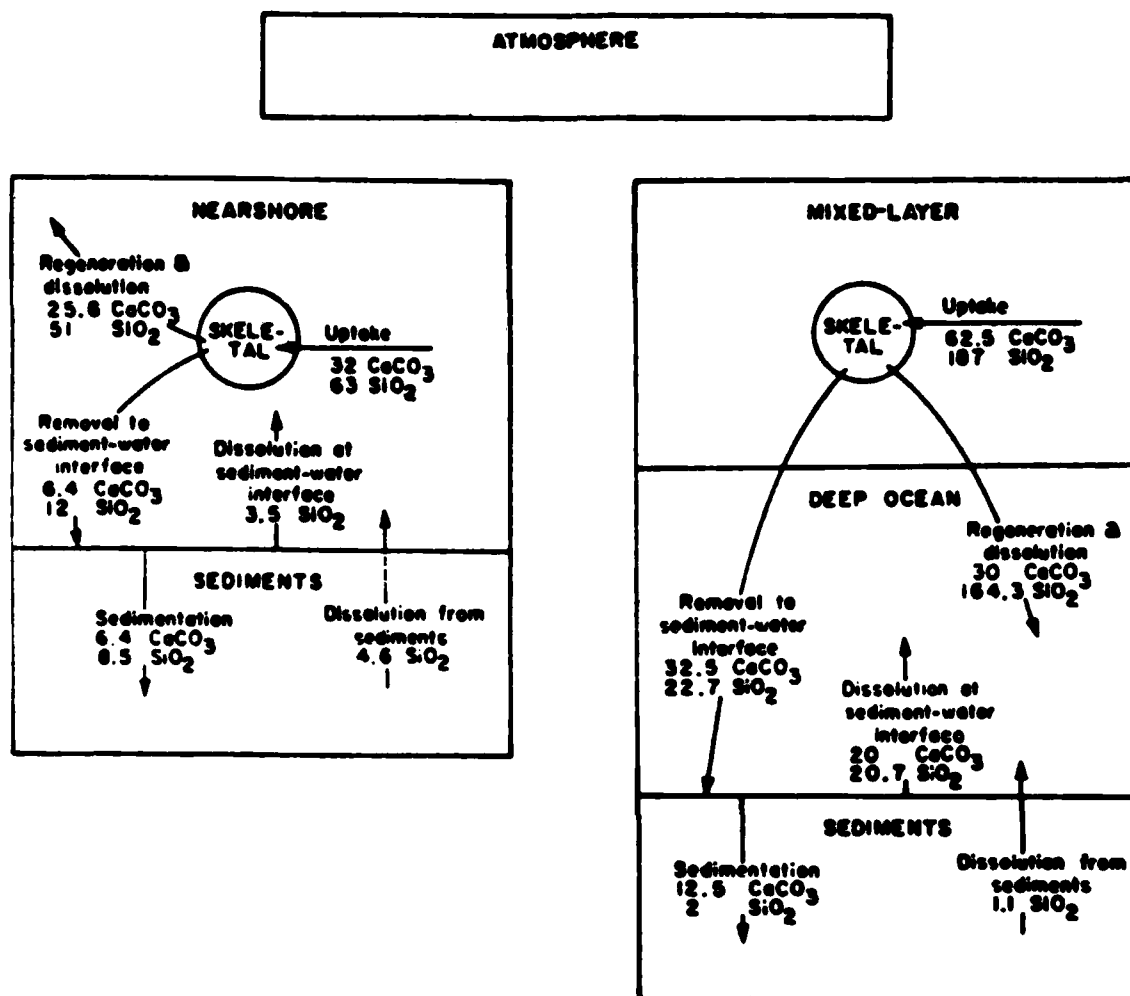 ATMOSPHERE
NEARSHORE
Regeneration &
dissolution
25.6 CaCO3
51 SiO2
SKELE-
TAL
Uptake
32 CaCO3
63 SiO2
Removal to
sediment-water
interface
6.4 CaCO3
12 SiO2
Dissolution at
sediment-water
interface
3.5 SiO2
SEDIMENTS
Sedimentation
6.4 CaCO3
8.5 SiO2
Dissolution from
sediments
4.6 SiO2
MIXED-LAYER
SKELE-
TAL
Uptake
62.5 CaCO3
187 SiO2
DEEP OCEAN
Regeneration &
dissolution
30 CaCO3
164.3 SiO2
Removal to
sediment-water
interface
32.5 CaCO3
22.7 SiO2
Dissolution at
sediment-water
interface
20 CaCO3
20.7 SiO2
SEDIMENTS
Sedimentation
12.5 CaCO3
2 SiO2
Dissolution from
sediments
1.1 SiO2